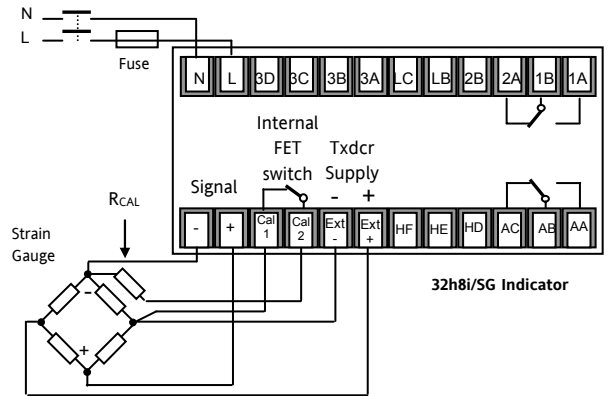 N
L
Fuse
N L 3D 3C 3B 3A LC LB 2B 2A 1B 1A
Internal
FET
switch
Txdcr
Supply
- +
Signal
RCAL
Strain
Gauge
- + Cal 1 Cal 2 Ext - Ext + HF HE HD AC AB AA
32h8i/SG Indicator
-
+